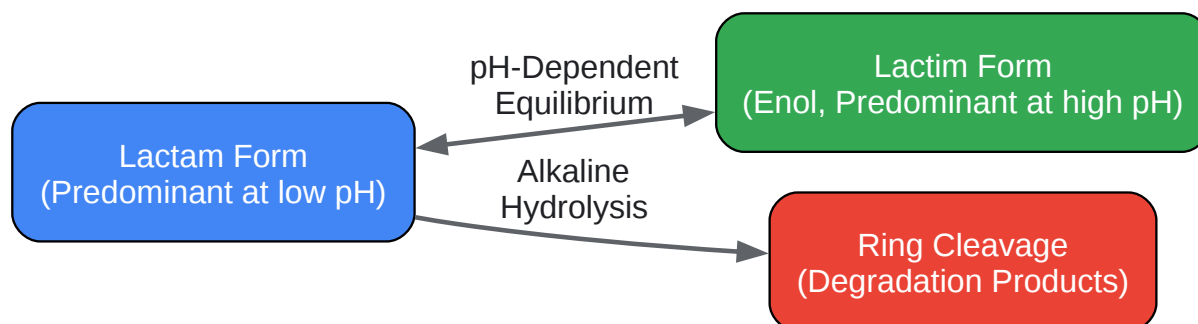 Lactam Form
(Predominant at low pH)
pH-Dependent
Equilibrium
Lactim Form
(Enol, Predominant at high pH)
Alkaline
Hydrolysis
Ring Cleavage
(Degradation Products)